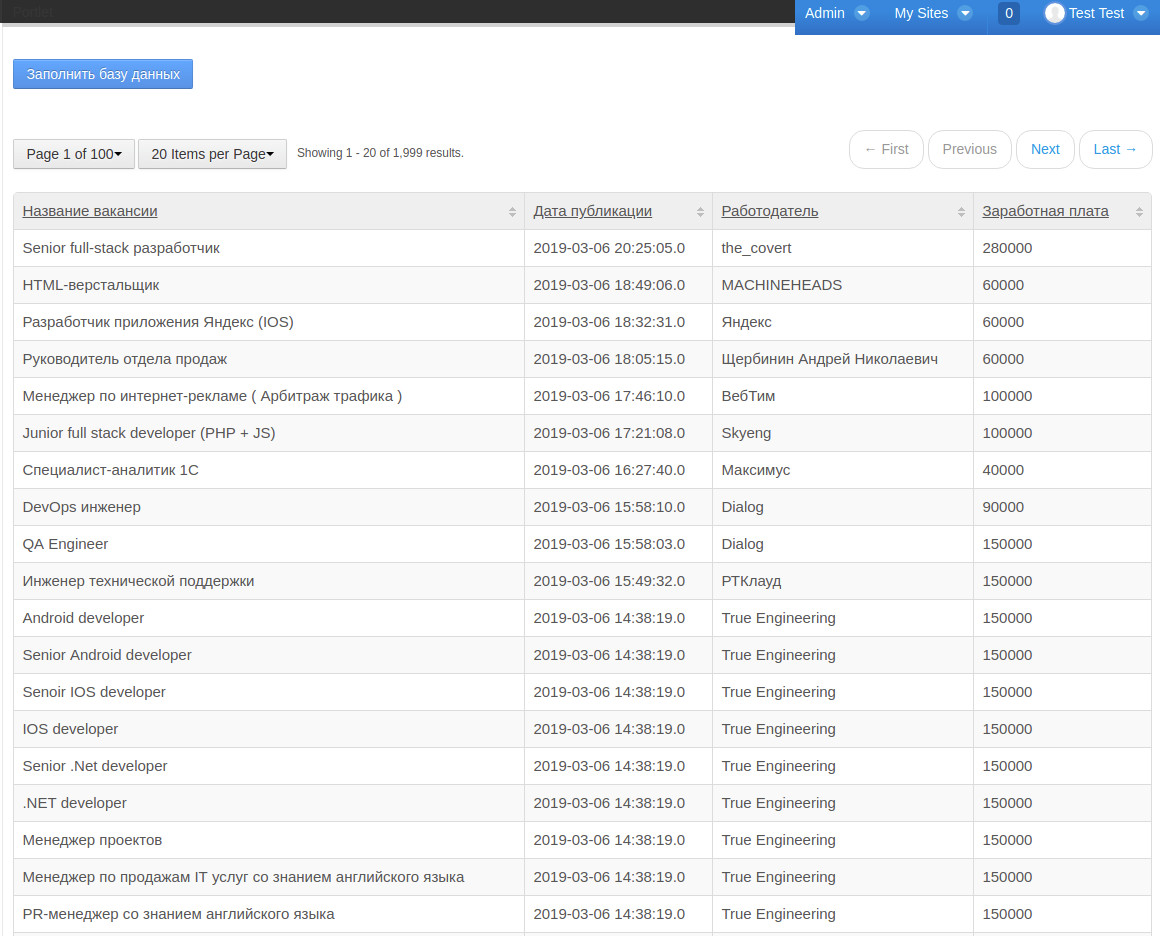 Portlet
Admin My Sites 0 Test Test
Заполнить базу данных
Page 1 of 100 20 Items per Page Showing 1 - 20 of 1,999 results. ← First Previous Next Last →
Название вакансии Дата публикации Работодатель Заработная плата
Senior full-stack разработчик 2019-03-06 20:25:05.0 the_covert 280000
HTML-верстальщик 2019-03-06 18:49:06.0 MACHINEHEADS 60000
Разработчик приложения Яндекс (IOS) 2019-03-06 18:32:31.0 Яндекс 60000
Руководитель отдела продаж 2019-03-06 18:05:15.0 Щербинин Андрей Николаевич 60000
Менеджер по интернет-рекламе ( Арбитраж трафика ) 2019-03-06 17:46:10.0 ВебТим 100000
Junior full stack developer (PHP + JS) 2019-03-06 17:21:08.0 Skyeng 100000
Специалист-аналитик 1С 2019-03-06 16:27:40.0 Максимус 40000
DevOps инженер 2019-03-06 15:58:10.0 Dialog 90000
QA Engineer 2019-03-06 15:58:03.0 Dialog 150000
Инженер технической поддержки 2019-03-06 15:49:32.0 РТКлауд 150000
Android developer 2019-03-06 14:38:19.0 True Engineering 150000
Senior Android developer 2019-03-06 14:38:19.0 True Engineering 150000
Senoir IOS developer 2019-03-06 14:38:19.0 True Engineering 150000
IOS developer 2019-03-06 14:38:19.0 True Engineering 150000
Senior .Net developer 2019-03-06 14:38:19.0 True Engineering 150000
.NET developer 2019-03-06 14:38:19.0 True Engineering 150000
Менеджер проектов 2019-03-06 14:38:19.0 True Engineering 150000
Менеджер по продажам IT услуг со знанием английского языка 2019-03-06 14:38:19.0 True Engineering 150000
PR-менеджер со знанием английского языка 2019-03-06 14:38:19.0 True Engineering 150000